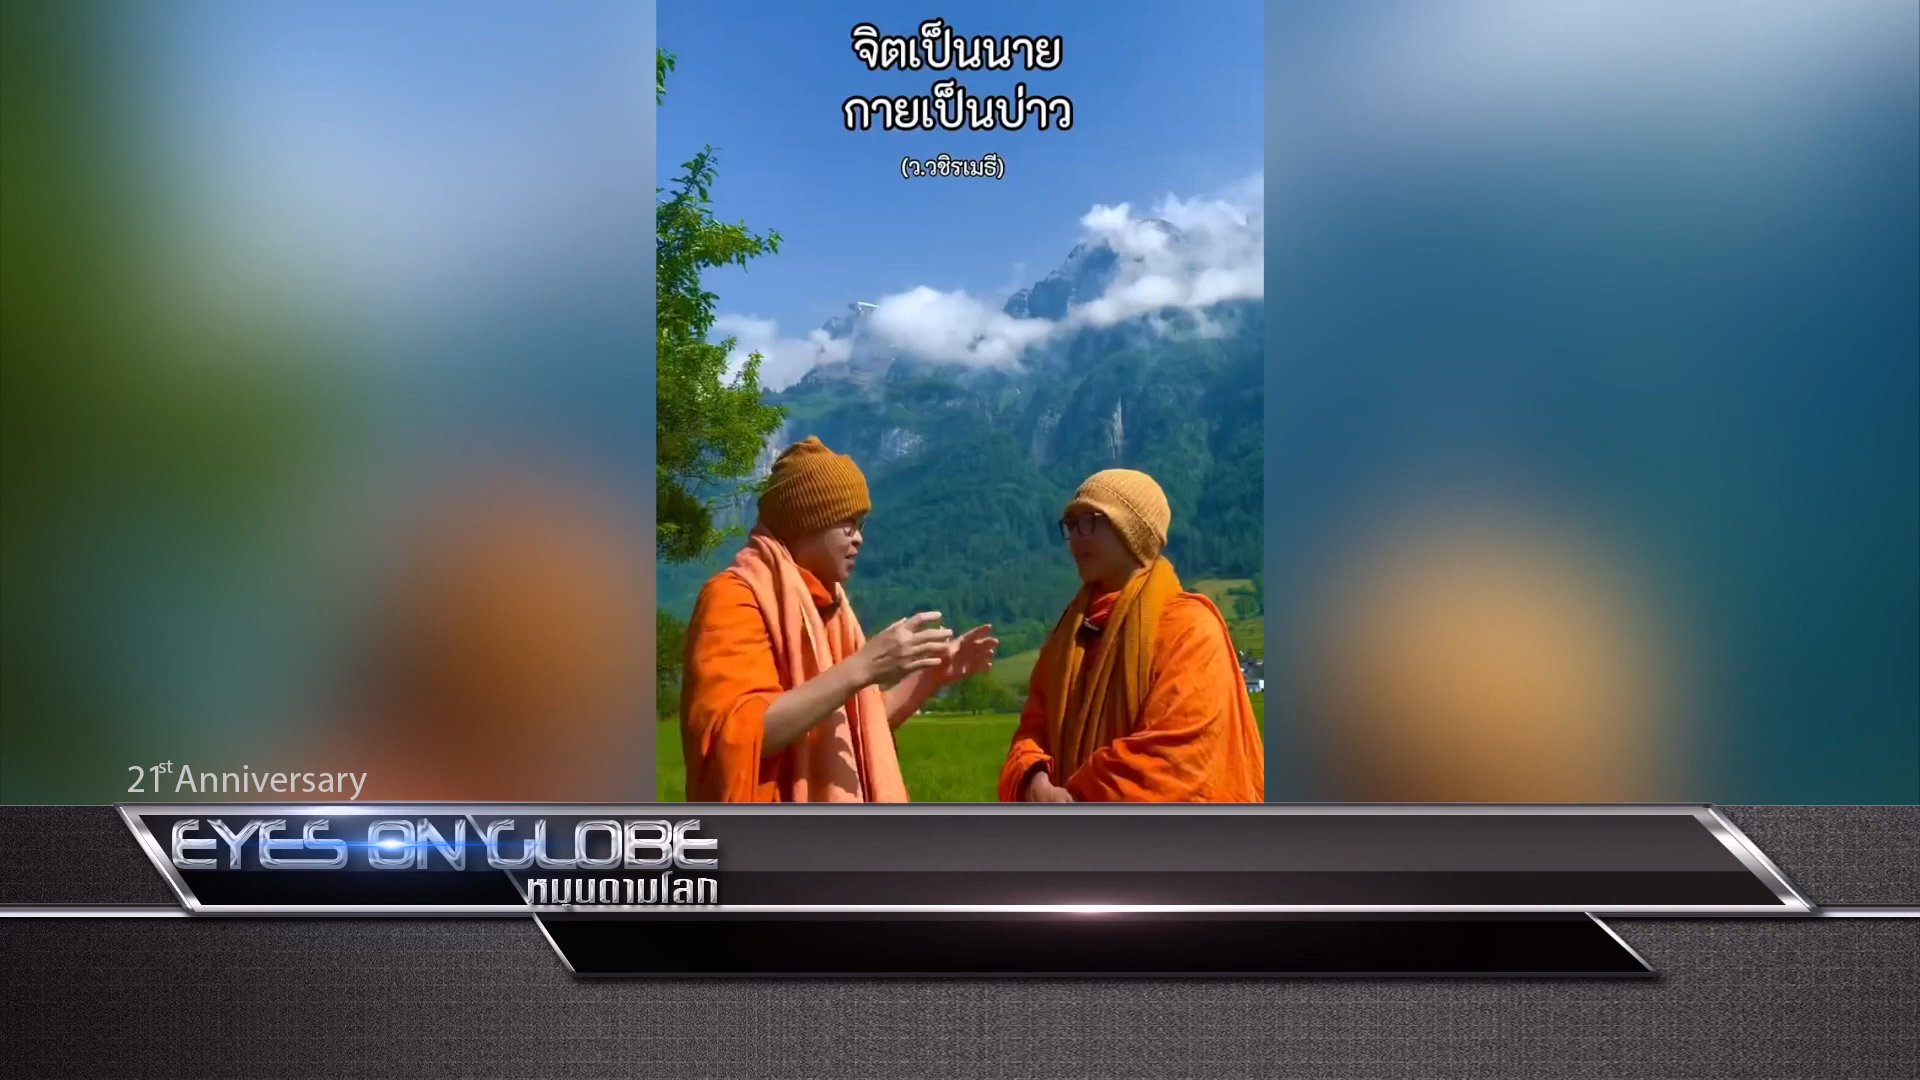 จิตเป็นนาย
กายเป็นบ่าว
(ว.วชิรเมธี)
21st Anniversary
EYES ON GLOBE
หมุนตามโลก